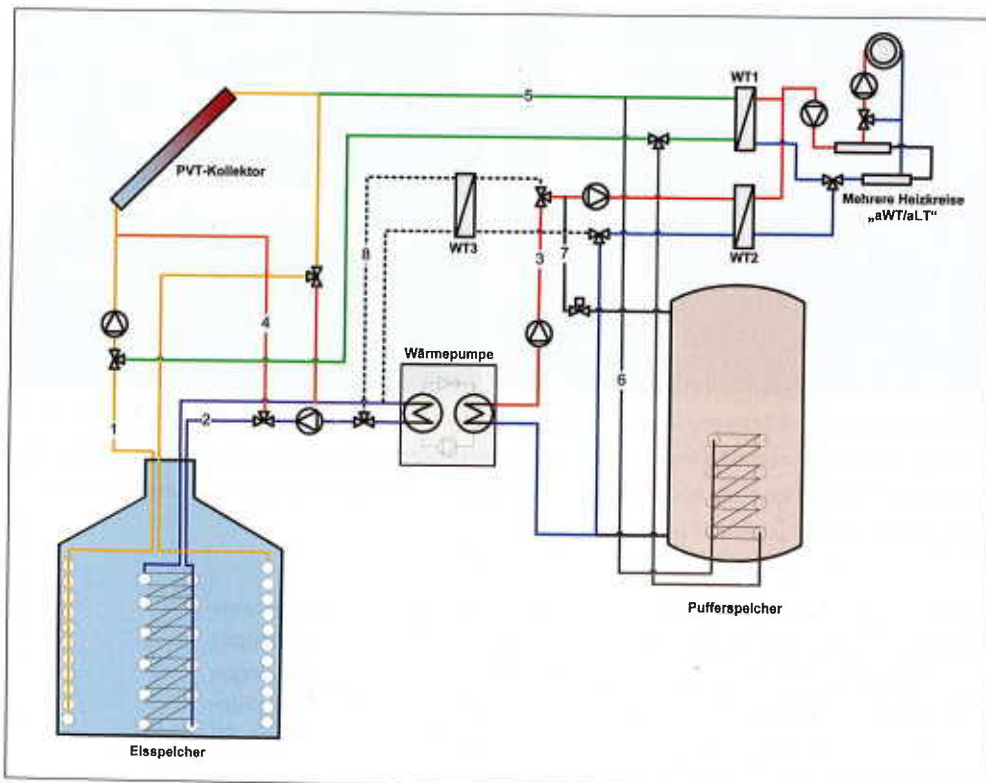 WT1
5
PVT-Kollektor
Mehrere Heizkreise
„aWT/aLT“
WT3
WT2
8
3
7
4
Wärmepumpe
6
1
2
Pufferspeicher
Eisspeicher